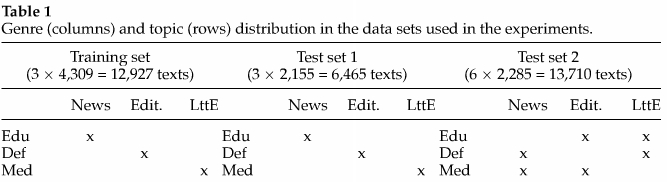 Table 1
Genre (columns) and topic (rows) distribution in the data sets used in the experiments.
Training set Test set 1 Test set 2
(3 × 4,309 = 12,927 texts) (3 × 2,155 = 6,465 texts) (6 × 2,285 = 13,710 texts)
News Edit. LttE News Edit. LttE News Edit. LttE
Edu x Edu x Edu x x
Def x Def x Def x x
Med x Med x Med x x